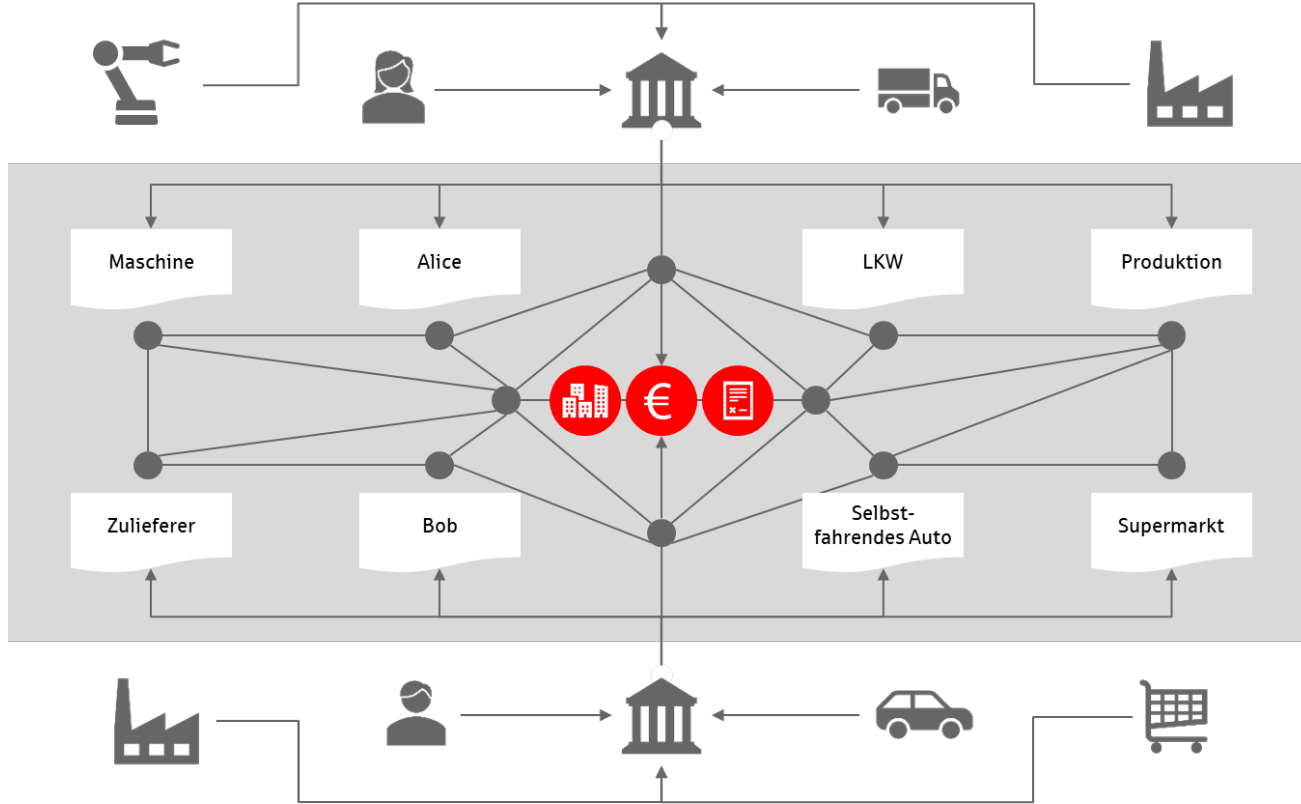 Maschine
Alice
LKW
Produktion
€
Zulieferer
Bob
Selbst-
fahrendes Auto
Supermarkt